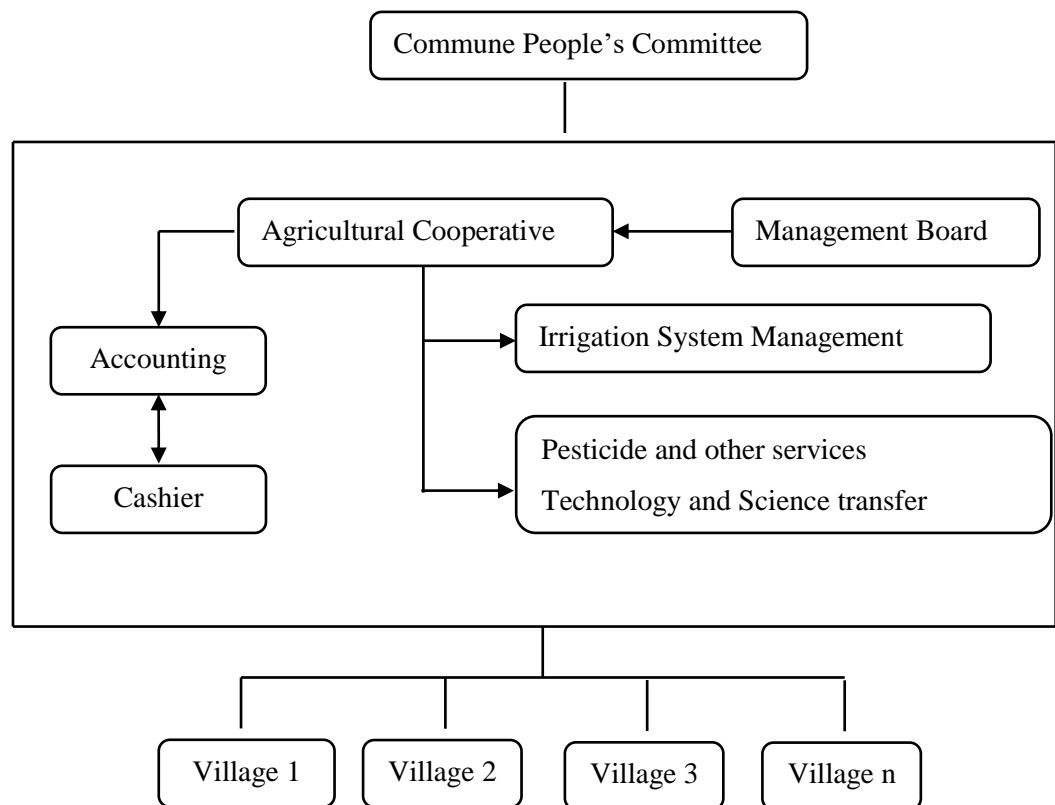 Commune People’s Committee
Agricultural Cooperative
Management Board
Irrigation System Management
Accounting
Pesticide and other services
Technology and Science transfer
Cashier
Village 1
Village 2
Village 3
Village n